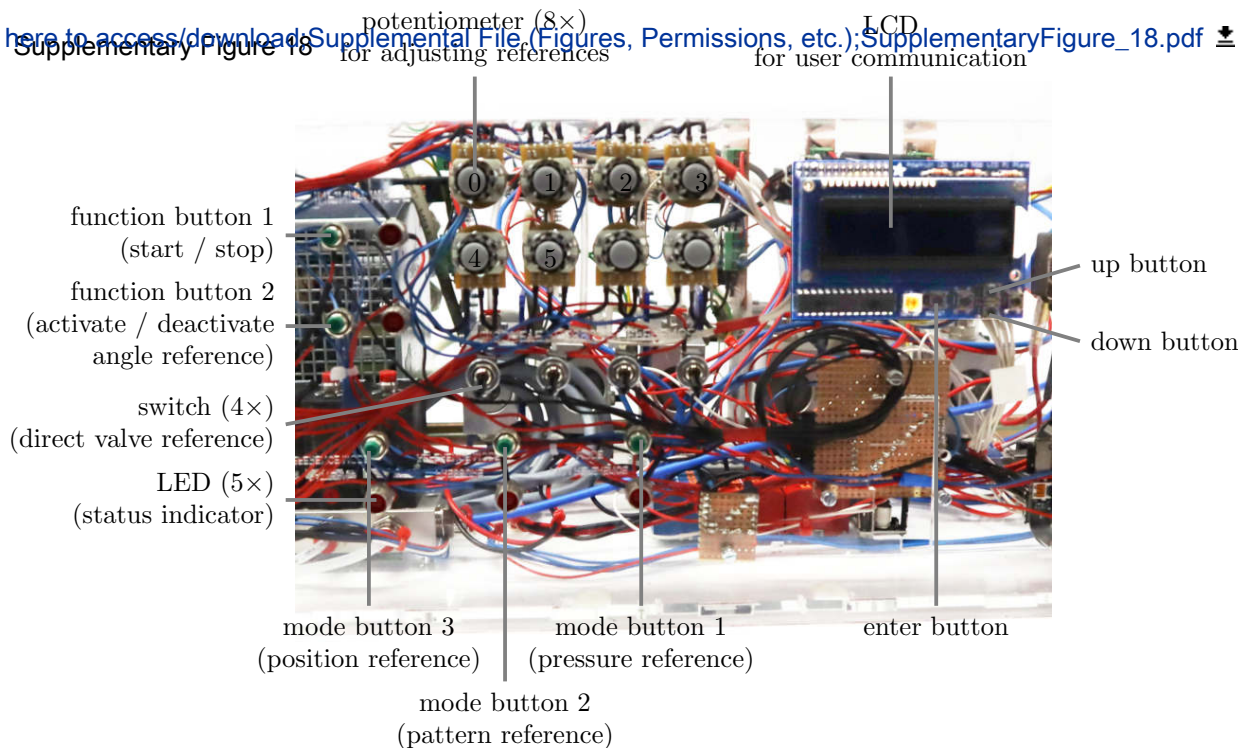 potentiometer (8×)
for adjusting references
LCD
for user communication
here to access/download;Supplemental File (Figures, Permissions, etc.);SupplementaryFigure_18.pdf
Supplementary Figure 18
0 1 2 3
4 5
function button 1
(start / stop)
function button 2
(activate / deactivate
angle reference)
switch (4×)
(direct valve reference)
LED (5×)
(status indicator)
up button
down button
mode button 3
(position reference)
mode button 2
(pattern reference)
mode button 1
(pressure reference)
enter button